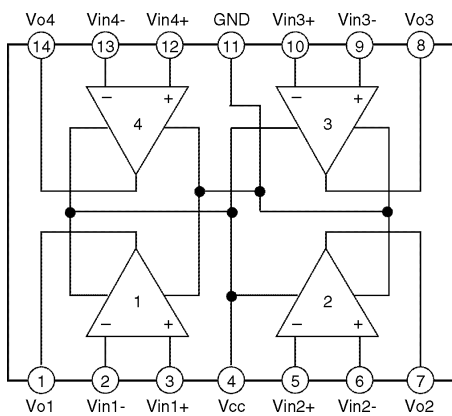 Vo4 Vin4- Vin4+ GND Vin3+ Vin3- Vo3
14 13 12 11 10 9 8
− + + −
4 3
1 2
− + + −
1 2 3 4 5 6 7
Vo1 Vin1- Vin1+ Vcc Vin2+ Vin2- Vo2